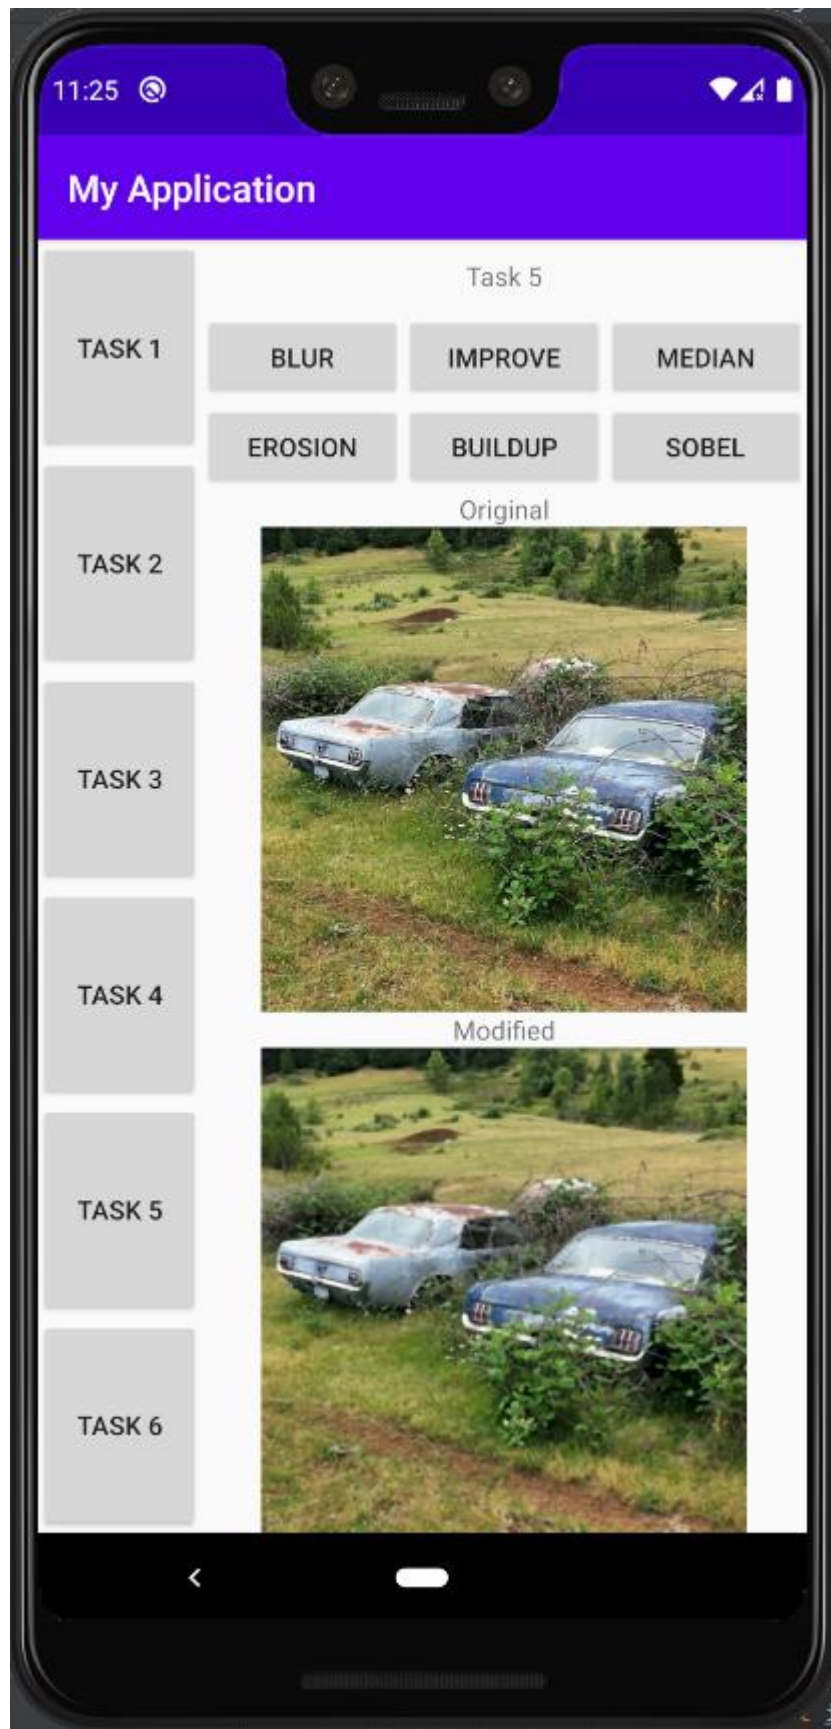 11:25
My Application
TASK 1
TASK 2
TASK 3
TASK 4
TASK 5
TASK 6
Task 5
BLUR IMPROVE MEDIAN
EROSION BUILDUP SOBEL
Original
Modified